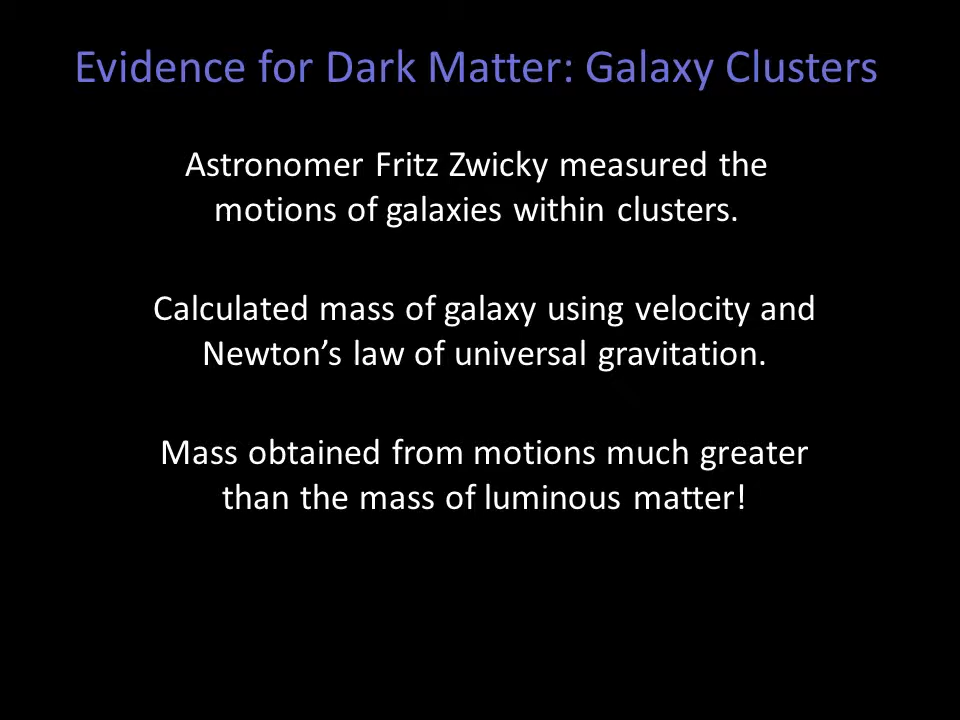 Evidence for Dark Matter: Galaxy Clusters
Astronomer Fritz Zwicky measured the
motions of galaxies within clusters.
Calculated mass of galaxy using velocity and
Newton’s law of universal gravitation.
Mass obtained from motions much greater
than the mass of luminous matter!